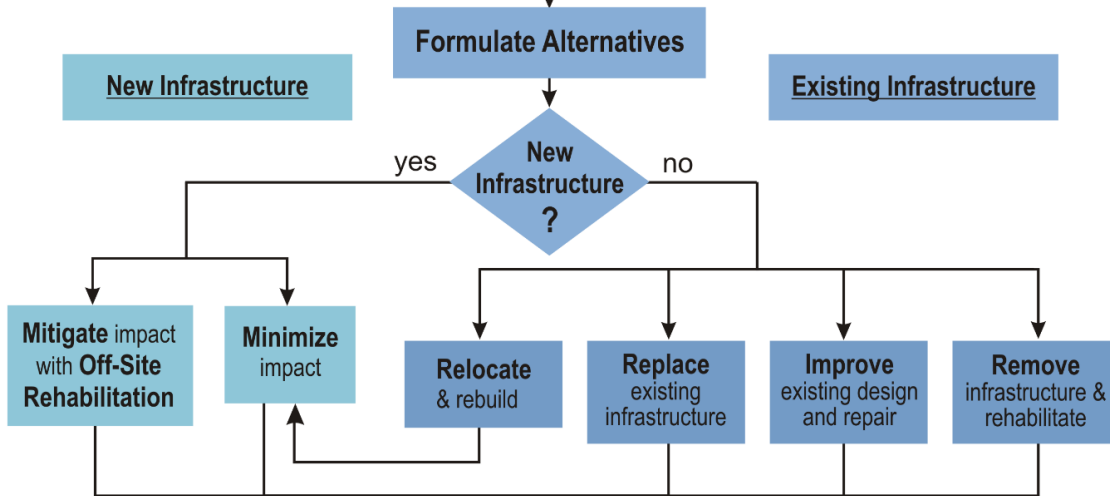 Formulate Alternatives
New Infrastructure
Existing Infrastructure
yes
New
Infrastructure
?
no
Mitigate impact
with Off-Site
Rehabilitation
Minimize
impact
Relocate
& rebuild
Replace
existing
infrastructure
Improve
existing design
and repair
Remove
infrastructure &
rehabilitate